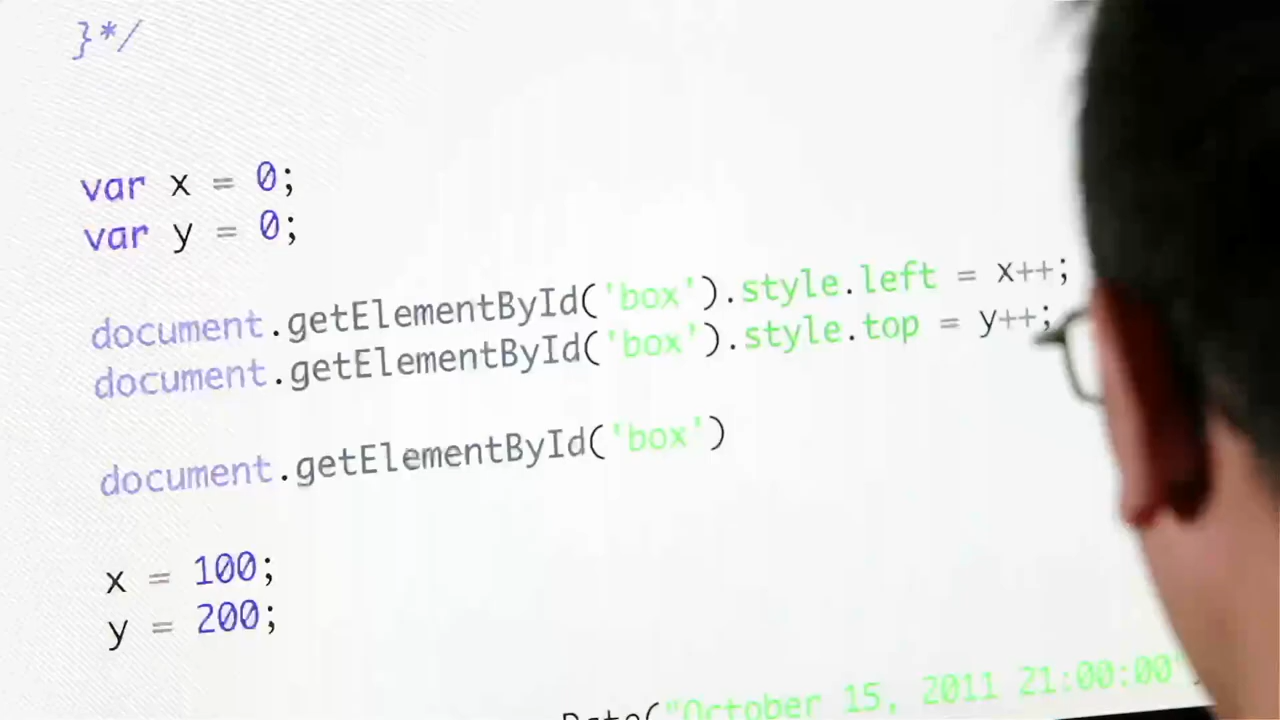 }*/
var x = 0;
var y = 0;
document.getElementById('box').style.left = x++;
document.getElementById('box').style.top = y++;
document.getElementById('box')
x = 100;
y = 200;
Date("October 15, 2011 21:00:00"